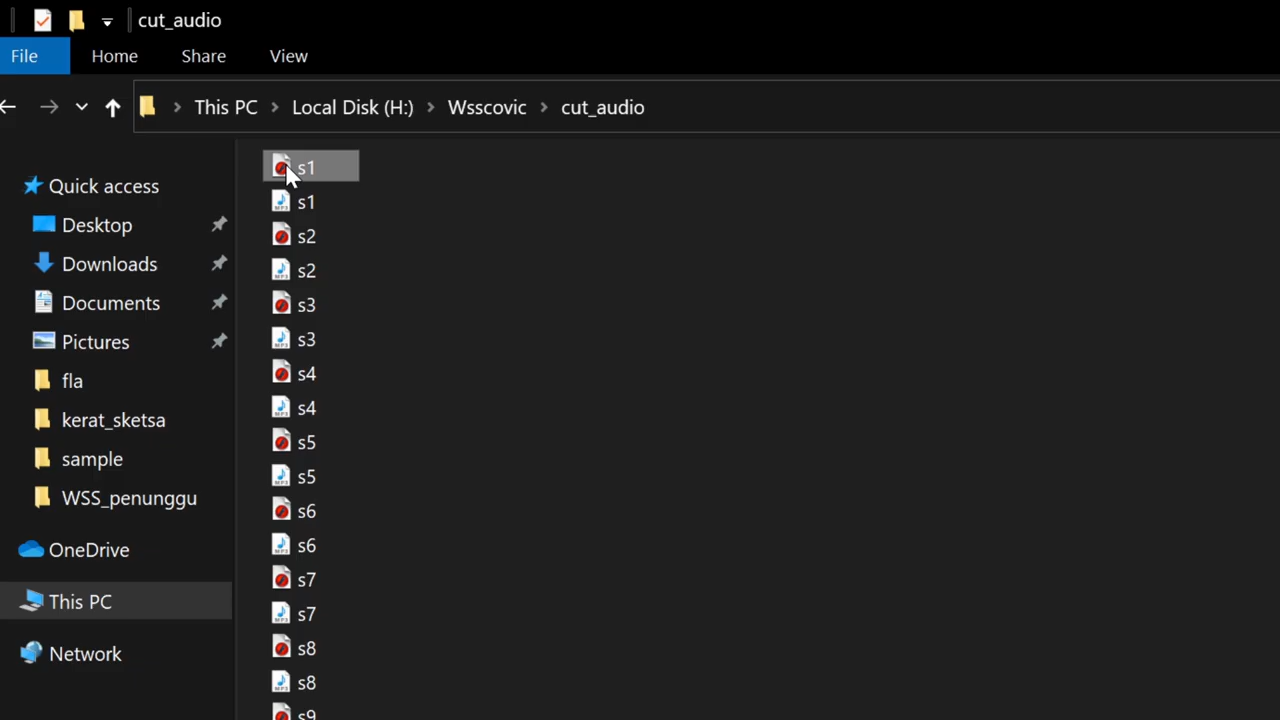 cut_audio
File Home Share View
This PC Local Disk (H:) Wsscovic cut_audio
Quick access
Desktop
Downloads
Documents
Pictures
fla
kerat_sketsa
sample
WSS_penunggu
OneDrive
This PC
Network
s1
s1
s2
s2
s3
s3
s4
s4
s5
s5
s6
s6
s7
s7
s8
s8
s9